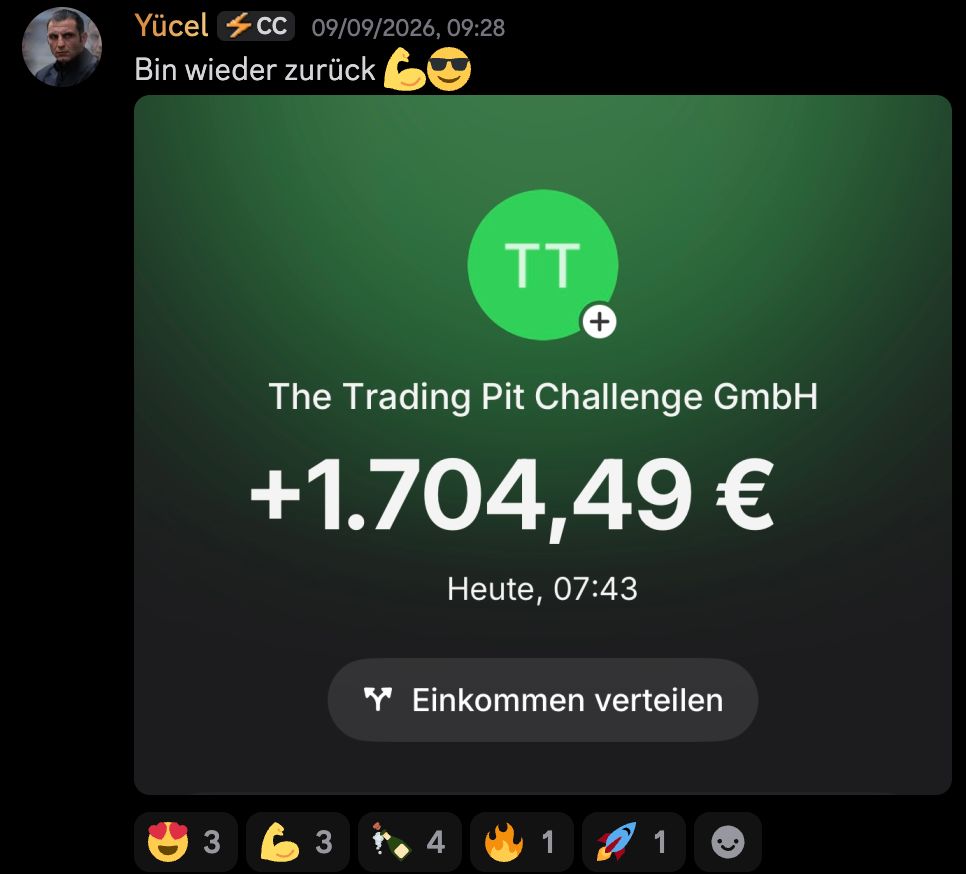 Yücel ⚡CC 09/09/2026, 09:28
Bin wieder zurück 💪😎
TT
The Trading Pit Challenge GmbH
+1.704,49 €
Heute, 07:43
Einkommen verteilen
😍 3 💪 3 🍾 4 🔥 1 🚀 1